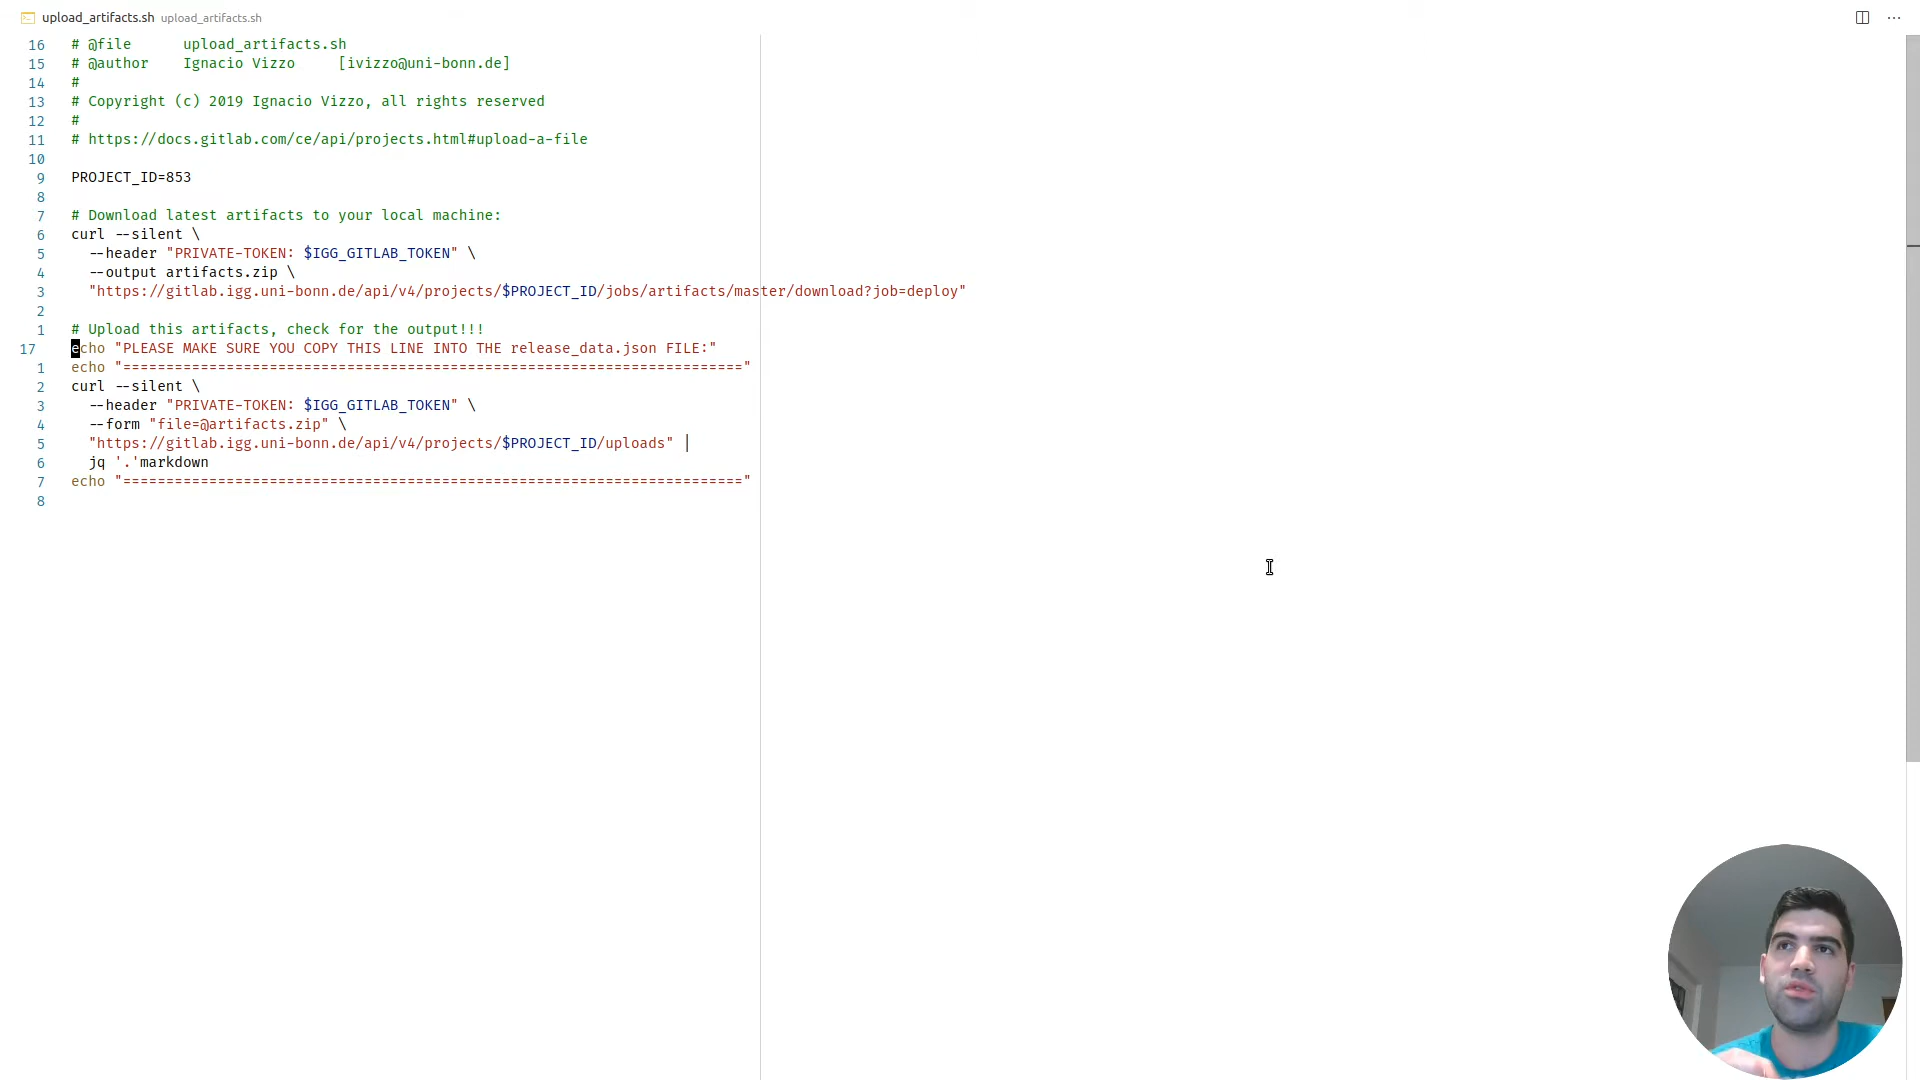 upload_artifacts.sh upload_artifacts.sh
16 # @file      upload_artifacts.sh
15 # @author    Ignacio Vizzo     [ivizzo@uni-bonn.de]
14 #
13 # Copyright (c) 2019 Ignacio Vizzo, all rights reserved
12 #
11 # https://docs.gitlab.com/ce/api/projects.html#upload-a-file
10
9 PROJECT_ID=853
8
7 # Download latest artifacts to your local machine:
6 curl --silent \
5   --header "PRIVATE-TOKEN: $IGG_GITLAB_TOKEN" \
4   --output artifacts.zip \
3   "https://gitlab.igg.uni-bonn.de/api/v4/projects/$PROJECT_ID/jobs/artifacts/master/download?job=deploy"
2
1 # Upload this artifacts, check for the output!!!
17 echo "PLEASE MAKE SURE YOU COPY THIS LINE INTO THE release_data.json FILE:"
1 echo "========================================================================"
2 curl --silent \
3   --header "PRIVATE-TOKEN: $IGG_GITLAB_TOKEN" \
4   --form "file=@artifacts.zip" \
5   "https://gitlab.igg.uni-bonn.de/api/v4/projects/$PROJECT_ID/uploads" |
6   jq '.'markdown
7 echo "========================================================================"
8